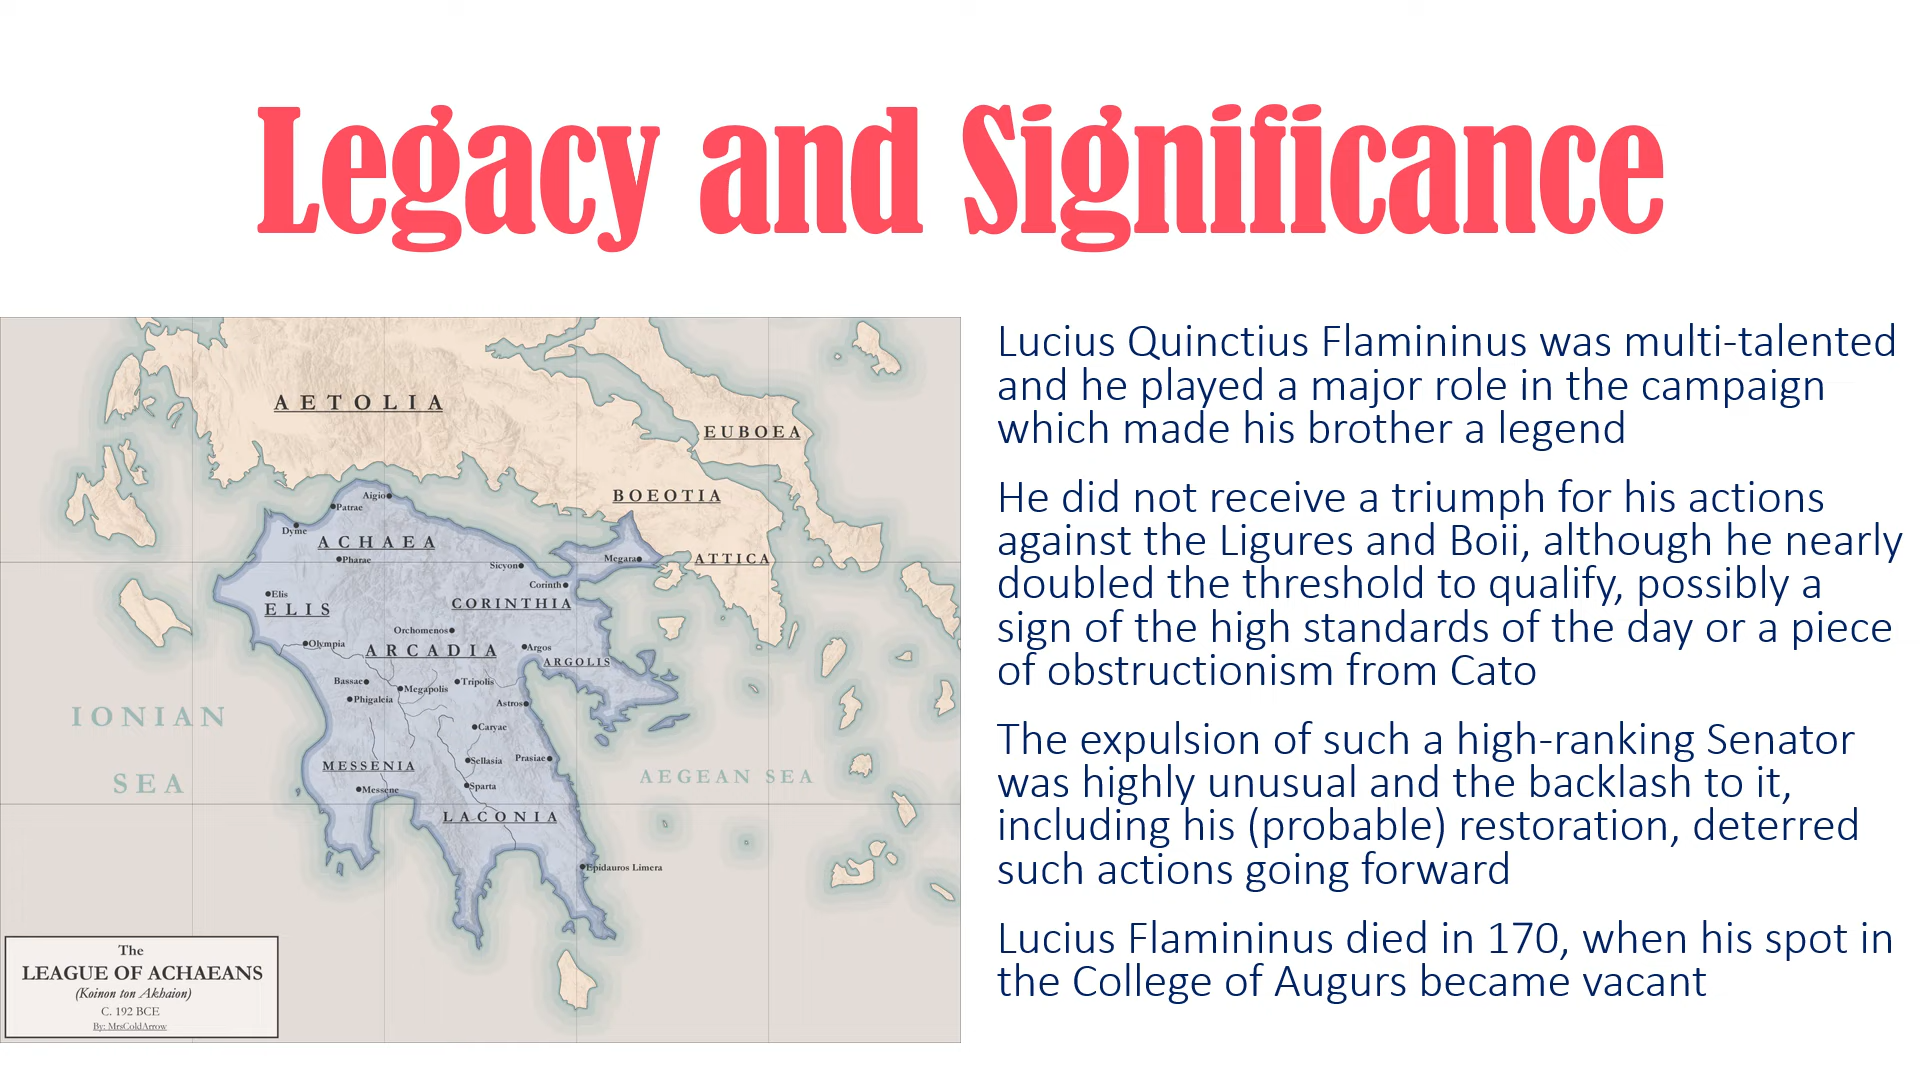 Legacy and Significance
AETOLIA
EUBOEA
BOEOTIA
ATTICA
Aigio
Patrae
Dyme
ACHAEA
Pharae
Megara
Sicyon
Corinth
Elis
ELIS
CORINTHIA
Orchomenos
Olympia
ARCADIA
Argos
ARGOLIS
Bassae
Megapolis
Tripolis
Phigaleia
Astros
IONIAN
SEA
Caryae
Sellasia
Prasiae
MESSENIA
Messene
Sparta
AEGEAN SEA
LACONIA
Epidauros Limera
The
LEAGUE OF ACHAEANS
(Koinon ton Akhaion)
C. 192 BCE
By: MrsColdArrow
Lucius Quinctius Flamininus was multi-talented
and he played a major role in the campaign
which made his brother a legend
He did not receive a triumph for his actions
against the Ligures and Boii, although he nearly
doubled the threshold to qualify, possibly a
sign of the high standards of the day or a piece
of obstructionism from Cato
The expulsion of such a high-ranking Senator
was highly unusual and the backlash to it,
including his (probable) restoration, deterred
such actions going forward
Lucius Flamininus died in 170, when his spot in
the College of Augurs became vacant